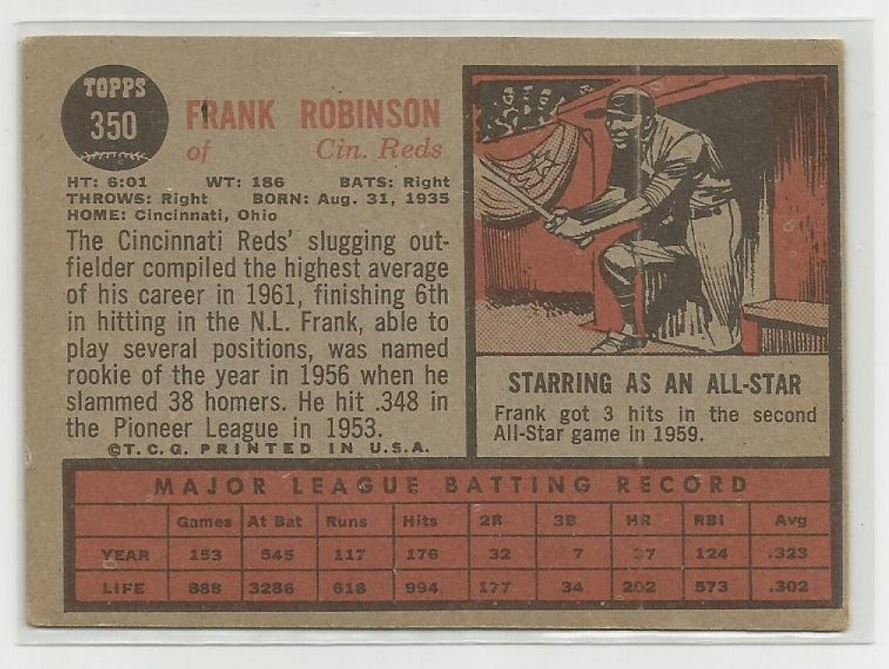 TOPPS
350
FRANK ROBINSON
of Cin. Reds
HT: 6:01 WT: 186 BATS: Right
THROWS: Right BORN: Aug. 31, 1935
HOME: Cincinnati, Ohio
The Cincinnati Reds' slugging out-
fielder compiled the highest average
of his career in 1961, finishing 6th
in hitting in the N.L. Frank, able to
play several positions, was named
rookie of the year in 1956 when he
slammed 38 homers. He hit .348 in
the Pioneer League in 1953.
©T.C.G. PRINTED IN U.S.A.
STARRING AS AN ALL-STAR
Frank got 3 hits in the second
All-Star game in 1959.
MAJOR LEAGUE BATTING RECORD
Games At Bat Runs Hits 2B 3B HR RBI Avg
YEAR 153 545 117 176 32 7 37 124 .323
LIFE 888 3286 618 994 177 34 202 573 .302